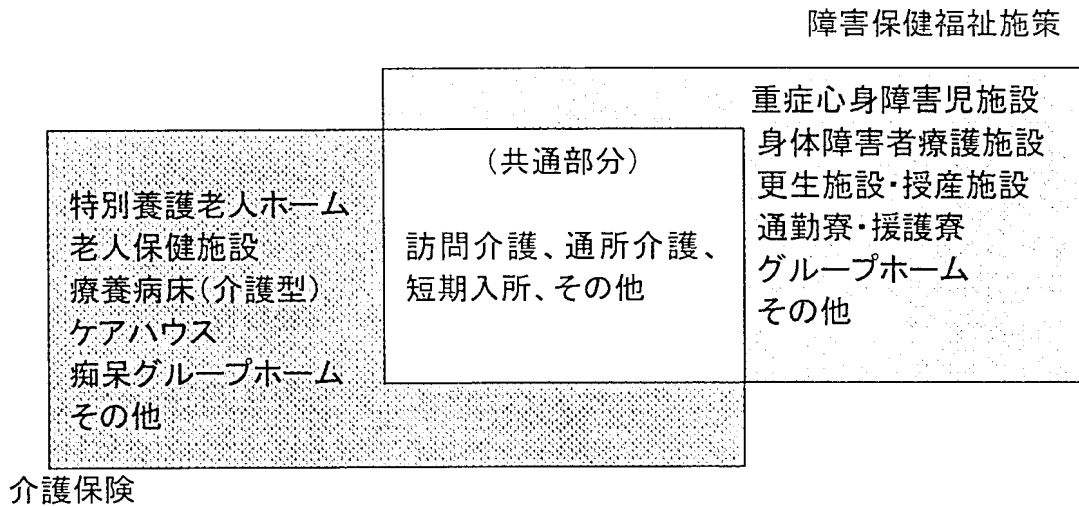 障害保健福祉施策
重症心身障害児施設
身体障害者療護施設
更生施設・授産施設
通勤寮・援護寮
グループホーム
その他
(共通部分)
訪問介護、通所介護、
短期入所、その他
特別養護老人ホーム
老人保健施設
療養病床(介護型)
ケアハウス
痴呆グループホーム
その他
介護保険